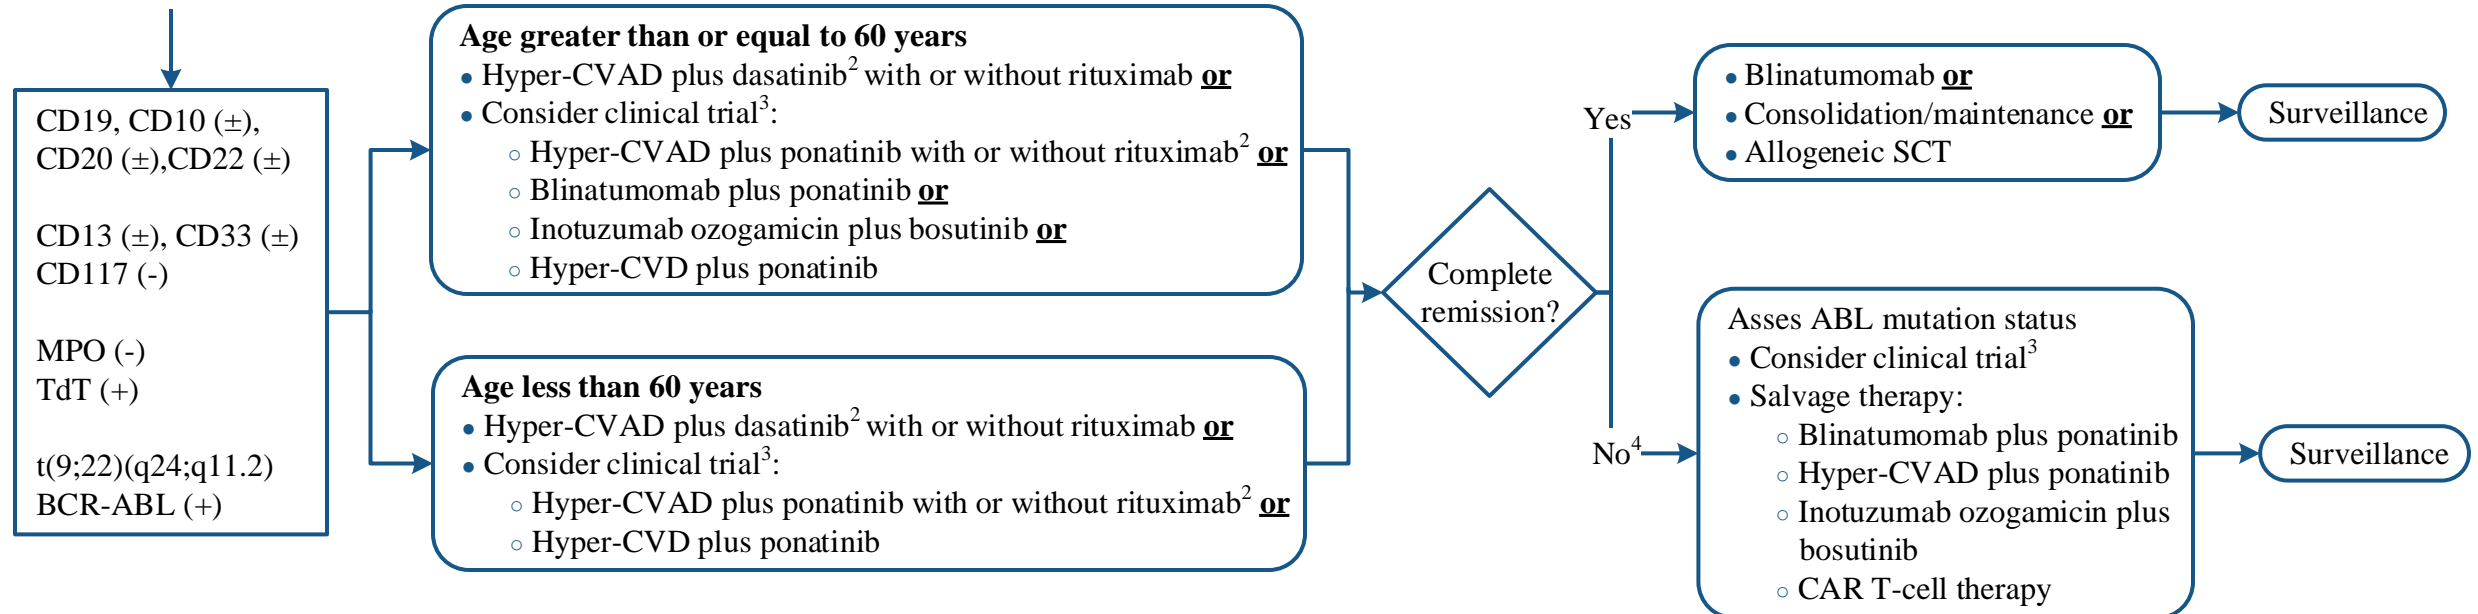 CD19, CD10 (±),
CD20 (±),CD22 (±)
CD13 (±), CD33 (±)
CD117 (-)
MPO (-)
TdT (+)
t(9;22)(q24;q11.2)
BCR-ABL (+)
Age greater than or equal to 60 years
• Hyper-CVAD plus dasatinib² with or without rituximab or
• Consider clinical trial³:
○ Hyper-CVAD plus ponatinib with or without rituximab² or
○ Blinatumomab plus ponatinib or
○ Inotuzumab ozogamicin plus bosutinib or
○ Hyper-CVD plus ponatinib
Age less than 60 years
• Hyper-CVAD plus dasatinib² with or without rituximab or
• Consider clinical trial³:
○ Hyper-CVAD plus ponatinib with or without rituximab² or
○ Hyper-CVD plus ponatinib
Complete
remission?
Yes
• Blinatumomab or
• Consolidation/maintenance or
• Allogeneic SCT
Surveillance
No⁴
Asses ABL mutation status
• Consider clinical trial³
• Salvage therapy:
○ Blinatumomab plus ponatinib
○ Hyper-CVAD plus ponatinib
○ Inotuzumab ozogamicin plus
bosutinib
○ CAR T-cell therapy
Surveillance